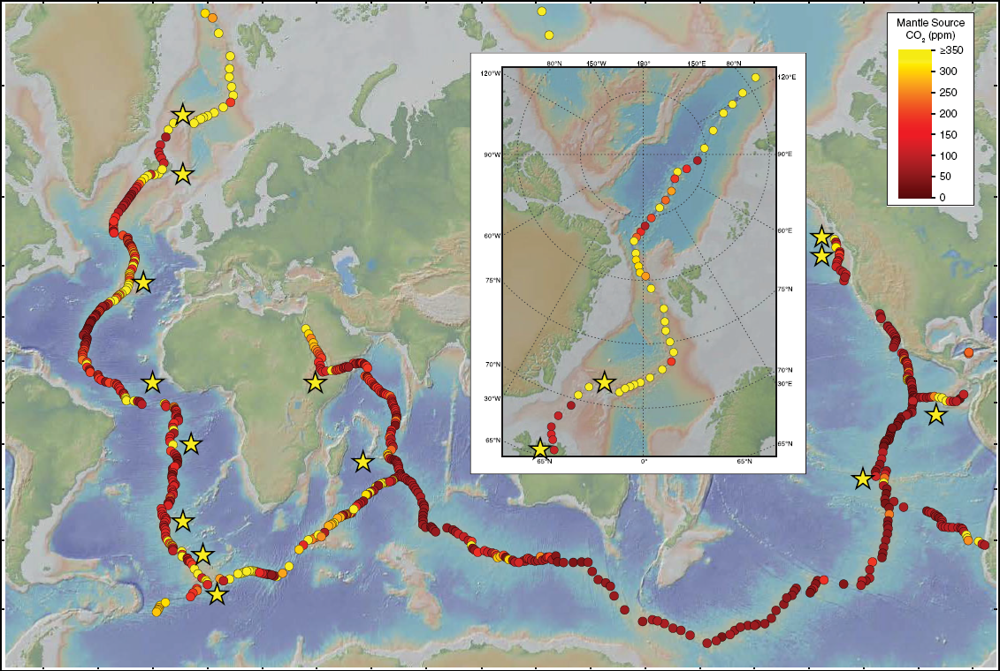 Mantle Source
CO₂ (ppm)
≥350
300
250
200
150
100
50
0
80°N 150°W 180° 150°E 80°N
120°W 120°E
90°W 90°E
60°W 60°E
75°N 75°N
70°N 70°N
30°W 30°E
65°N 65°N
65°N 0° 65°N